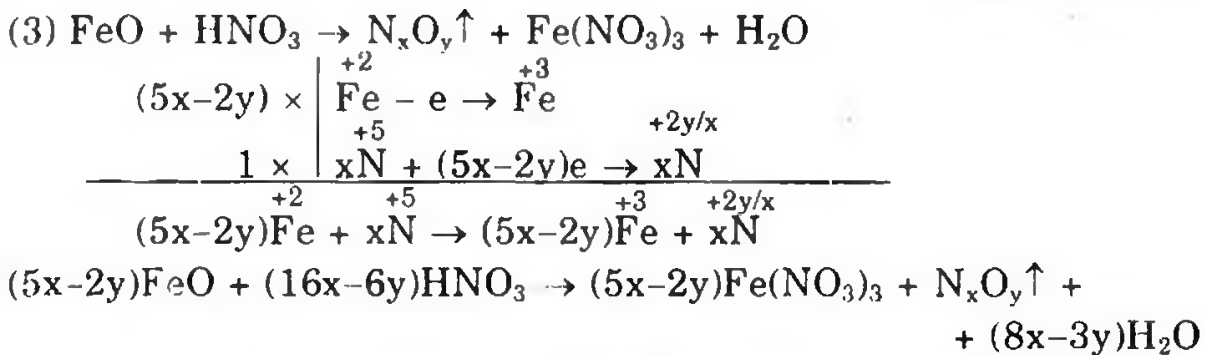 (3) FeO + HNO₃ → NₓOᵧ↑ + Fe(NO₃)₃ + H₂O
+2 +3
(5x-2y) × | Fe - e → Fe
+5 +2y/x
1 × | xN + (5x-2y)e → xN
+2 +5 +3 +2y/x
(5x-2y)Fe + xN → (5x-2y)Fe + xN
(5x-2y)FeO + (16x-6y)HNO₃ → (5x-2y)Fe(NO₃)₃ + NₓOᵧ↑ +
+ (8x-3y)H₂O